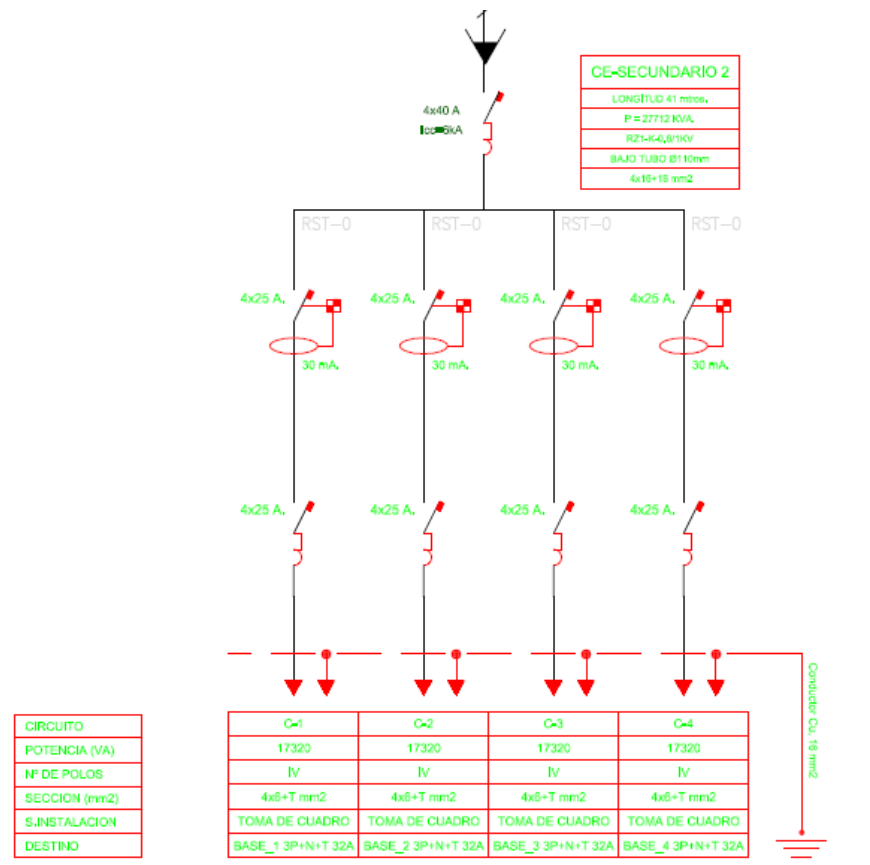 CE-SECUNDARIO 2
LONGITUD 41 mtros.
P = 27712 KVA.
RZ1-K-0,6/1KV
BAJO TUBO Ø110mm
4x16+16 mm2
4x40 A
Icc=6kA
RST-0 RST-0 RST-0 RST-0
4x25 A. 4x25 A. 4x25 A. 4x25 A.
30 mA. 30 mA. 30 mA. 30 mA.
4x25 A. 4x25 A. 4x25 A. 4x25 A.
Conductor Cu. 16 mm2
CIRCUITO C-1 C-2 C-3 C-4
POTENCIA (VA) 17320 17320 17320 17320
Nº DE POLOS IV IV IV IV
SECCION (mm2) 4x6+T mm2 4x6+T mm2 4x6+T mm2 4x6+T mm2
S.INSTALACION TOMA DE CUADRO TOMA DE CUADRO TOMA DE CUADRO TOMA DE CUADRO
DESTINO BASE_1 3P+N+T 32A BASE_2 3P+N+T 32A BASE_3 3P+N+T 32A BASE_4 3P+N+T 32A